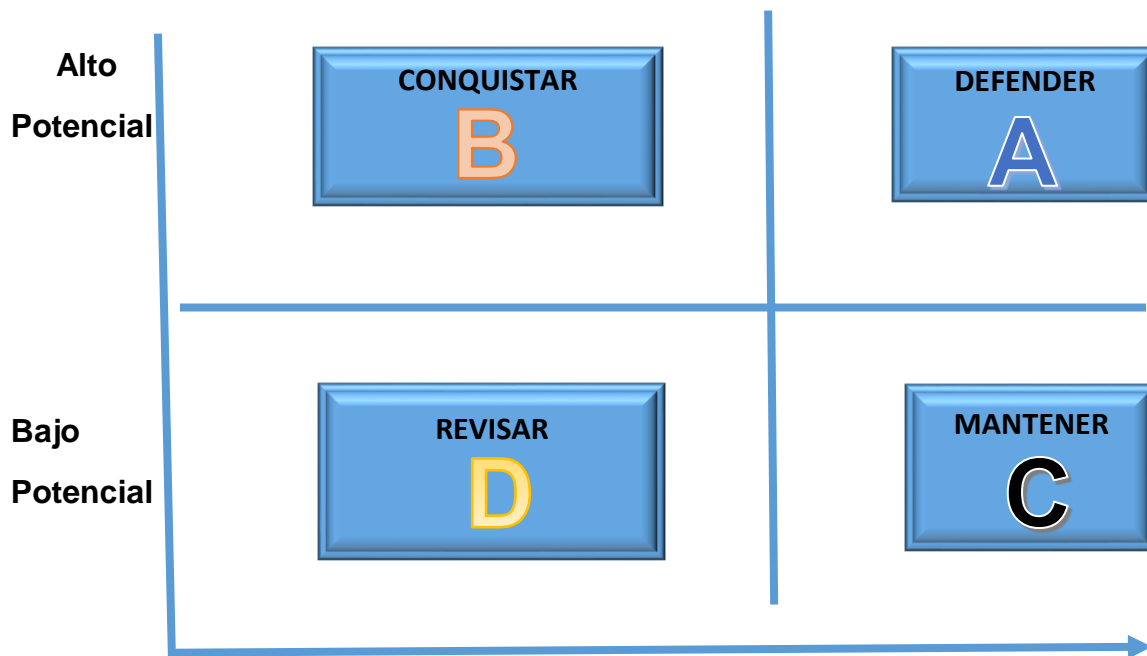 Alto
Potencial
CONQUISTAR
B
DEFENDER
A
Bajo
Potencial
REVISAR
D
MANTENER
C